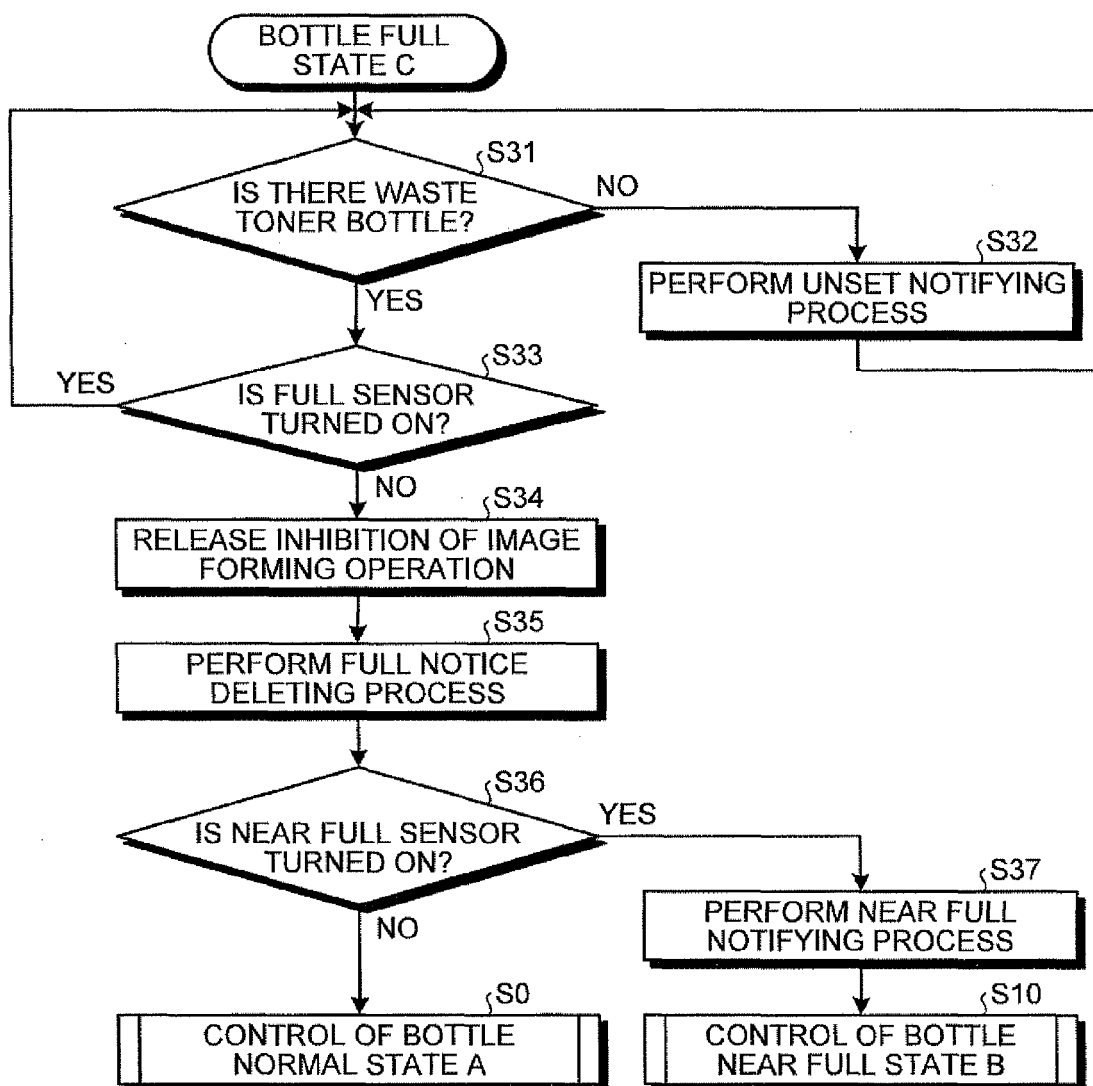 BOTTLE FULL
STATE C
S31
IS THERE WASTE
TONER BOTTLE?
NO
YES
S32
PERFORM UNSET NOTIFYING
PROCESS
S33
YES
IS FULL SENSOR
TURNED ON?
NO
S34
RELEASE INHIBITION OF IMAGE
FORMING OPERATION
S35
PERFORM FULL NOTICE
DELETING PROCESS
S36
IS NEAR FULL SENSOR
TURNED ON?
YES
NO
S37
PERFORM NEAR FULL
NOTIFYING PROCESS
S0
CONTROL OF BOTTLE
NORMAL STATE A
S10
CONTROL OF BOTTLE
NEAR FULL STATE B